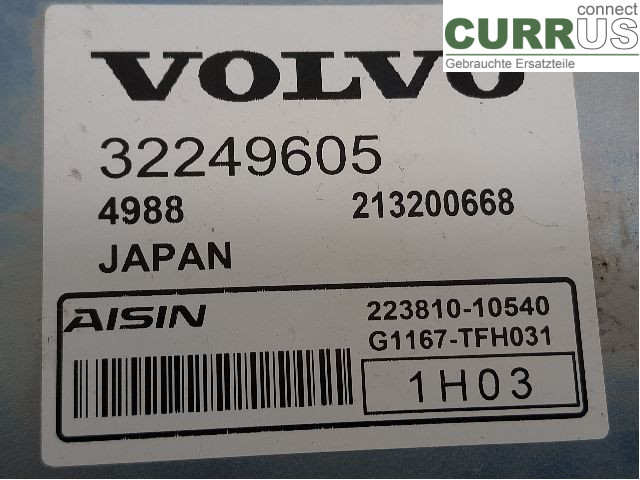 connect
CURRUS
Gebrauchte Ersatzteile
VOLVO
32249605
4988 213200668
JAPAN
AISIN 223810-10540
G1167-TFH031
1H03